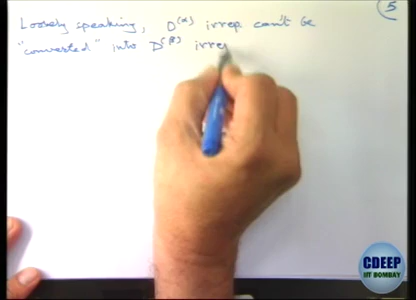 5
Loosely speaking, D^(α) irrep can't be
"converted" into D^(β) irrep
CDEEP
IIT BOMBAY